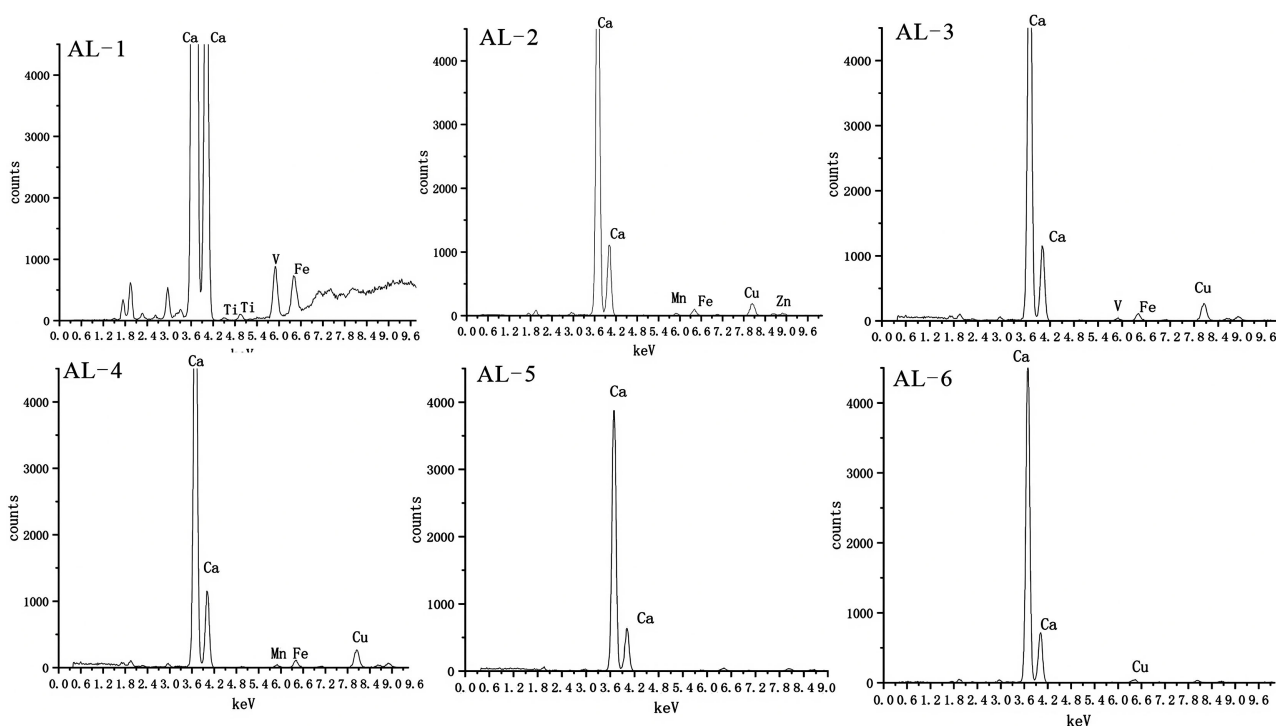 AL-1
Ca Ca
4000
3000
2000
1000
0
counts
Ti Ti
V
Fe
0.0 0.6 1.2 1.8 2.4 3.0 3.6 4.2 4.8 5.4 6.0 6.6 7.2 7.8 8.4 9.0 9.6
keV
AL-2
Ca
4000
3000
2000
1000
0
counts
Ca
Mn Fe Cu Zn
0.0 0.6 1.2 1.8 2.4 3.0 3.6 4.2 4.8 5.4 6.0 6.6 7.2 7.8 8.4 9.0 9.6
keV
AL-3
Ca
4000
3000
2000
1000
0
counts
Ca
V Fe Cu
0.0 0.6 1.2 1.8 2.4 3.0 3.6 4.2 4.8 5.4 6.0 6.6 7.2 7.8 8.4 9.0 9.6
keV
AL-4
Ca
4000
3000
2000
1000
0
counts
Ca
Mn Fe Cu
0.0 0.6 1.2 1.8 2.4 3.0 3.6 4.2 4.8 5.4 6.0 6.6 7.2 7.8 8.4 9.0 9.6
keV
AL-5
Ca
4000
3000
2000
1000
0
counts
Ca
0.0 0.6 1.2 1.8 2.4 3.0 3.6 4.2 4.8 5.4 6.0 6.6 7.2 7.8 8.4 9.0
keV
AL-6
Ca
4000
3000
2000
1000
0
counts
Ca
Cu
0.0 0.6 1.2 1.8 2.4 3.0 3.6 4.2 4.8 5.4 6.0 6.6 7.2 7.8 8.4 9.0 9.6
keV